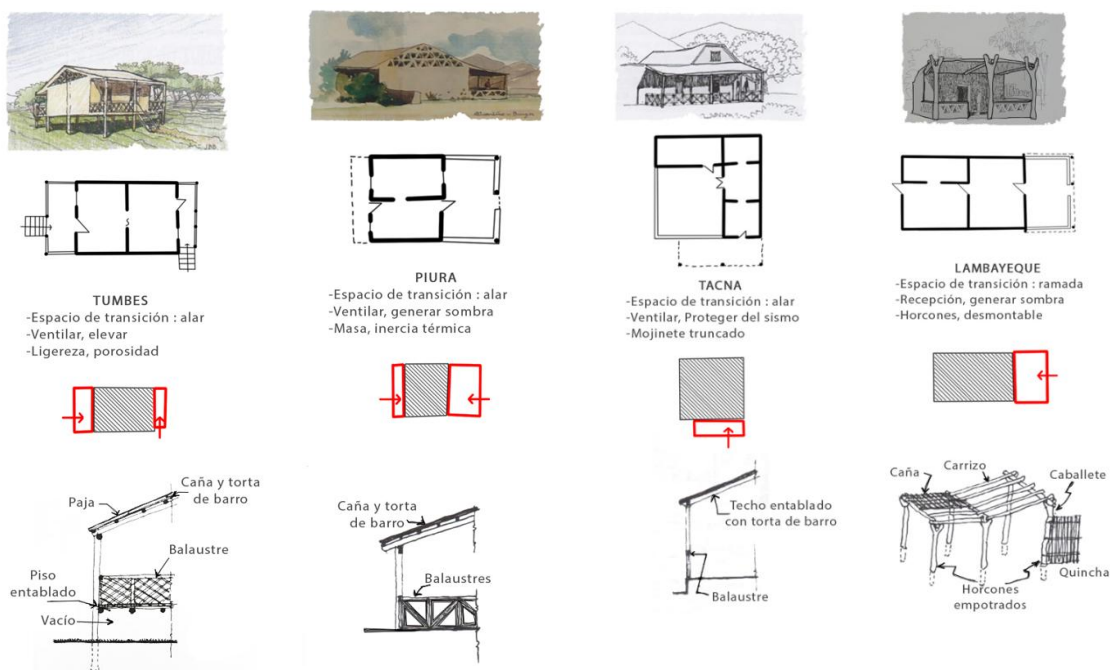 TUMBES
-Espacio de transición : alar
-Ventilar, elevar
-Ligereza, porosidad
PIURA
-Espacio de transición : alar
-Ventilar, generar sombra
-Masa, inercia térmica
TACNA
-Espacio de transición : alar
-Ventilar, Proteger del sismo
-Mojinete truncado
LAMBAYEQUE
-Espacio de transición : ramada
-Recepción, generar sombra
-Horcones, desmontable
Paja
Caña y torta
de barro
Balaustre
Piso
entablado
Vacío
Caña y torta
de barro
Balaustres
Techo entablado
con torta de barro
Balaustre
Caña
Carrizo
Caballete
Quincha
Horcones
empotrados